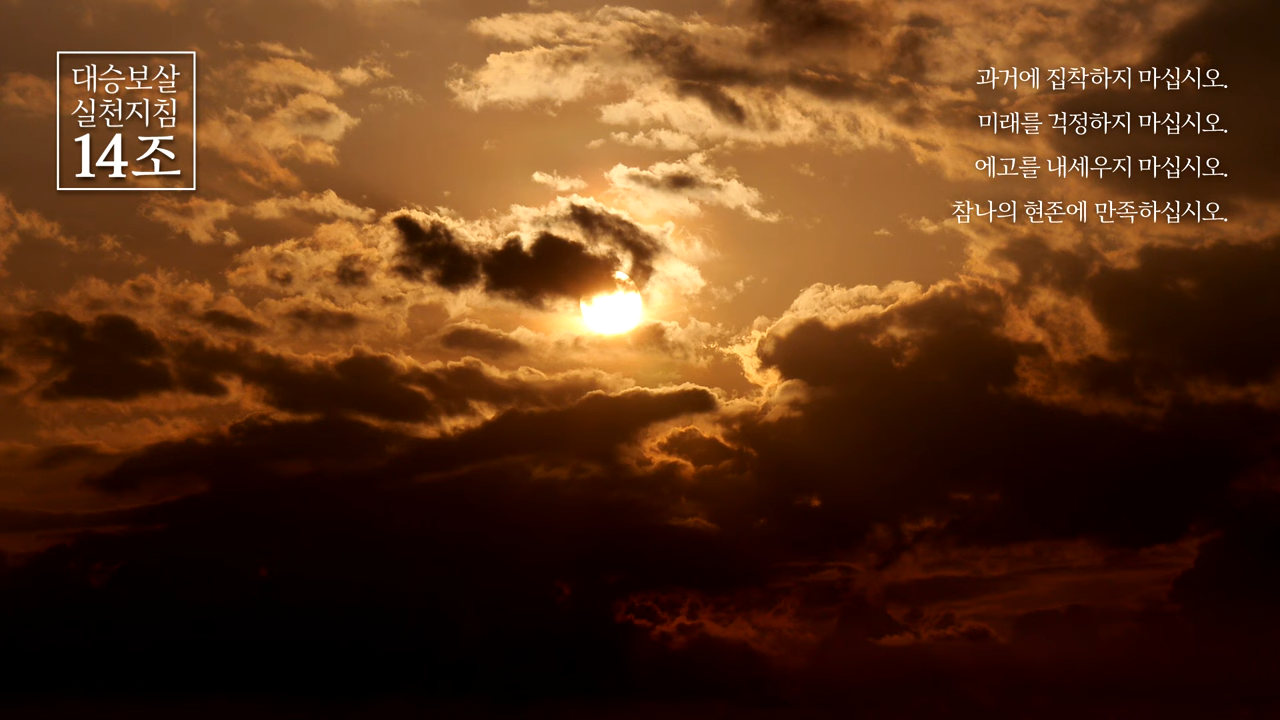 대승보살
실천지침
14조
과거에 집착하지 마십시오.
미래를 걱정하지 마십시오.
에고를 내세우지 마십시오.
참나의 현존에 만족하십시오.